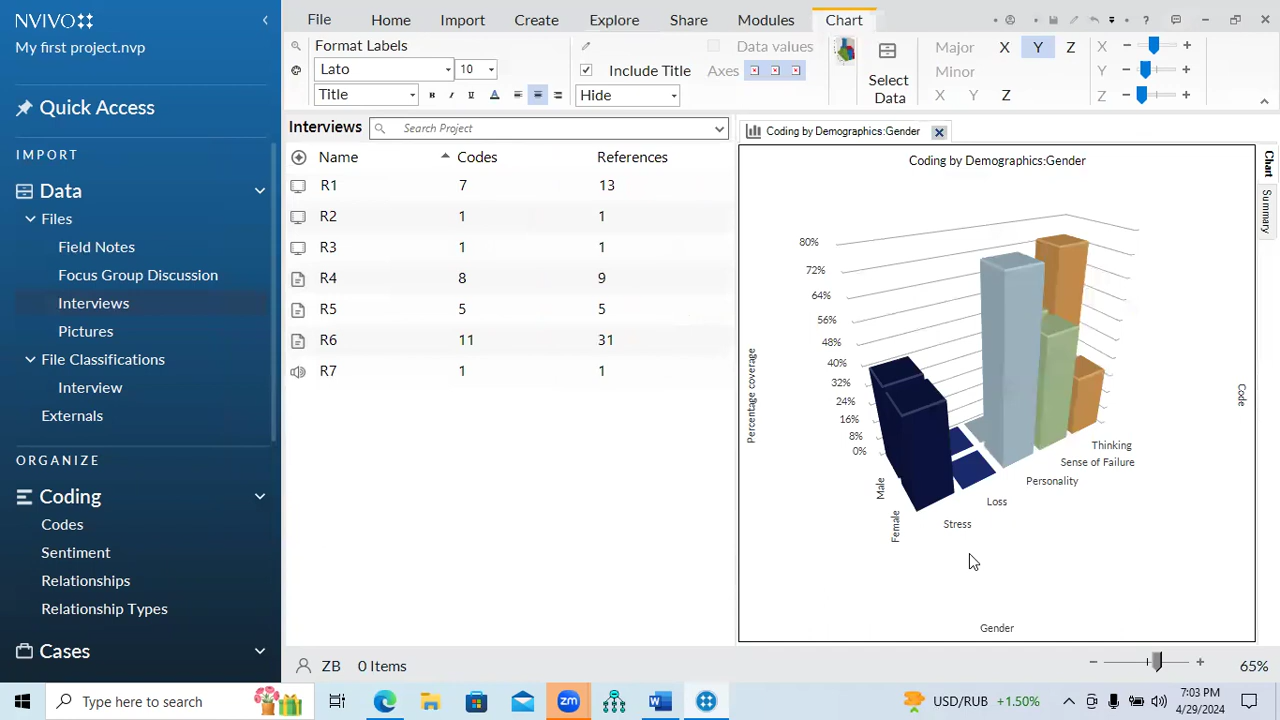 NVIVO
My first project.nvp
Quick Access
IMPORT
Data
Files
Field Notes
Focus Group Discussion
Interviews
Pictures
File Classifications
Interview
Externals
ORGANIZE
Coding
Codes
Sentiment
Relationships
Relationship Types
Cases
File Home Import Create Explore Share Modules Chart
Format Labels
Lato 10
Title B I U A
Data values
Include Title Axes
Hide
Select Data
Major X Y Z
Minor
X Y Z
X
Y
Z
Interviews Search Project
Name Codes References
R1 7 13
R2 1 1
R3 1 1
R4 8 9
R5 5 5
R6 11 31
R7 1 1
Coding by Demographics:Gender
Coding by Demographics:Gender
80%
72%
64%
56%
48%
40%
32%
24%
16%
8%
0%
Percentage coverage
Male
Female
Stress
Loss
Personality
Sense of Failure
Thinking
Code
Gender
Chart
Summary
ZB 0 Items
65%
Type here to search
USD/RUB +1.50%
7:03 PM
4/29/2024